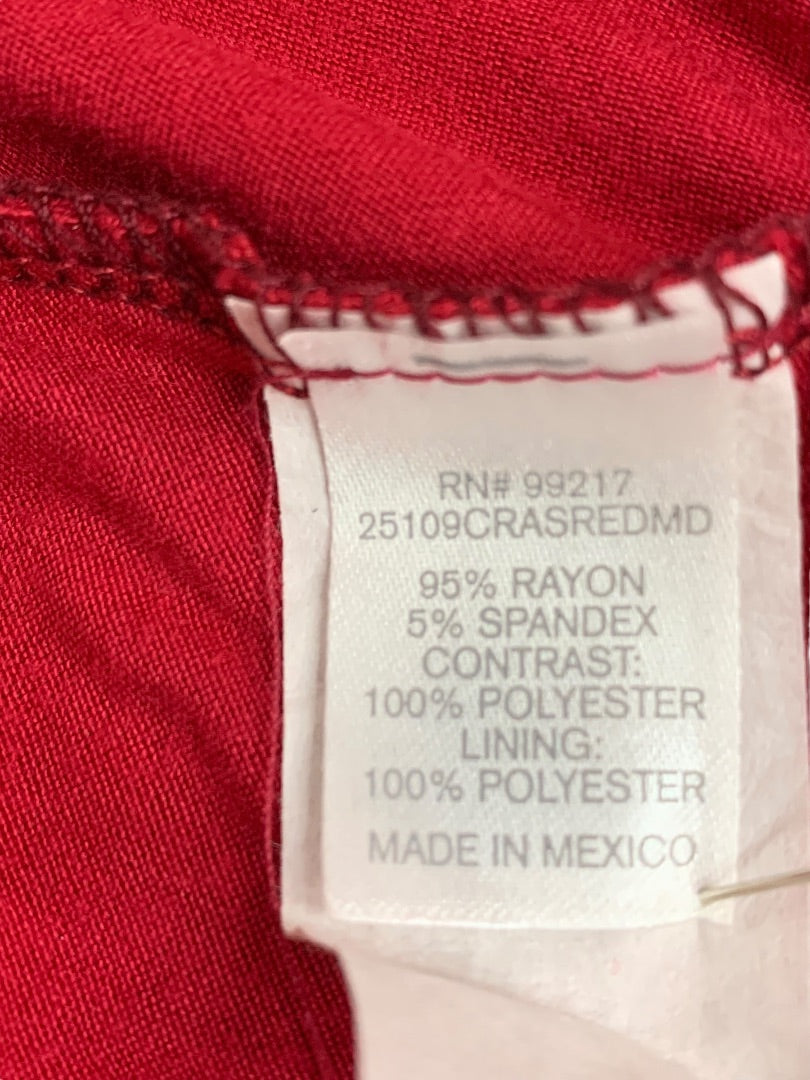 RN# 99217
25109CRASREDMD
95% RAYON
5% SPANDEX
CONTRAST:
100% POLYESTER
LINING:
100% POLYESTER
MADE IN MEXICO